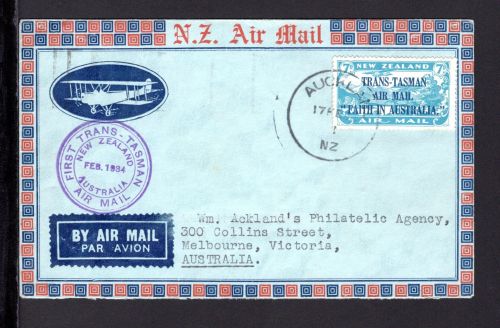 N.Z. Air Mail
7D NEW ZEALAND 7D
TRANS-TASMAN
AIR MAIL
"FAITH IN AUSTRALIA."
AIR MAIL
NZ
FIRST TRANS-TASMAN
NEW ZEALAND
FEB. 1934
AUSTRALIA
AIR MAIL
BY AIR MAIL
PAR AVION
Wm. Ackland's Philatelic Agency,
300 Collins Street,
Melbourne, Victoria,
AUSTRALIA.